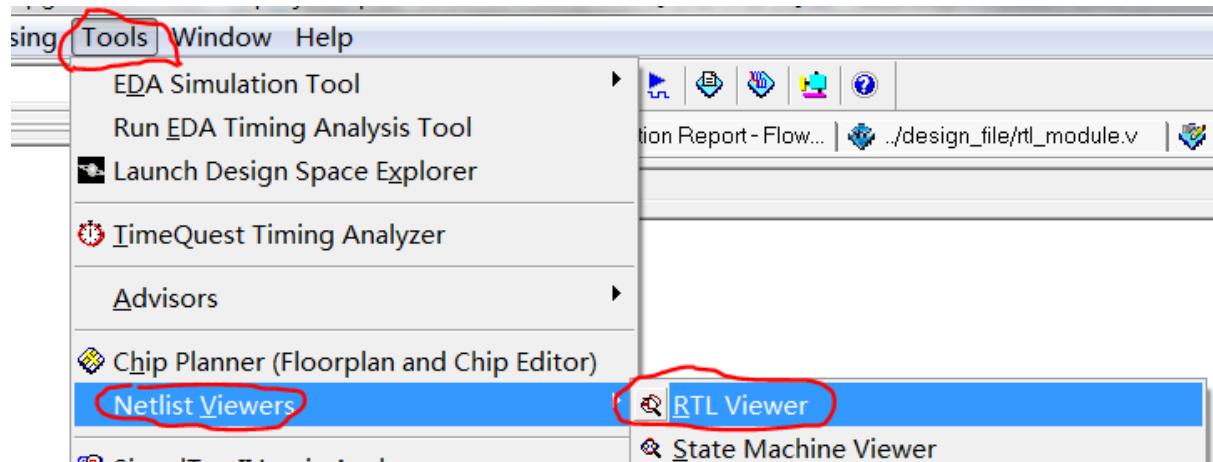 sing Tools Window Help
EDA Simulation Tool
Run EDA Timing Analysis Tool
tion Report - Flow... ../design_file/rtl_module.v
Launch Design Space Explorer
TimeQuest Timing Analyzer
Advisors
Chip Planner (Floorplan and Chip Editor)
Netlist Viewers RTL Viewer
State Machine Viewer